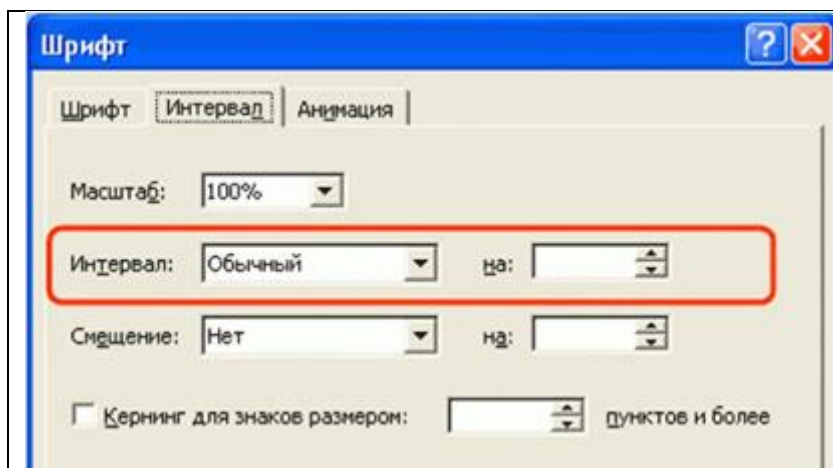 Шрифт
Шрифт Интервал Анимация
Масштаб: 100%
Интервал: Обычный на:
Смещение: Нет на:
Кернинг для знаков размером: пунктов и более